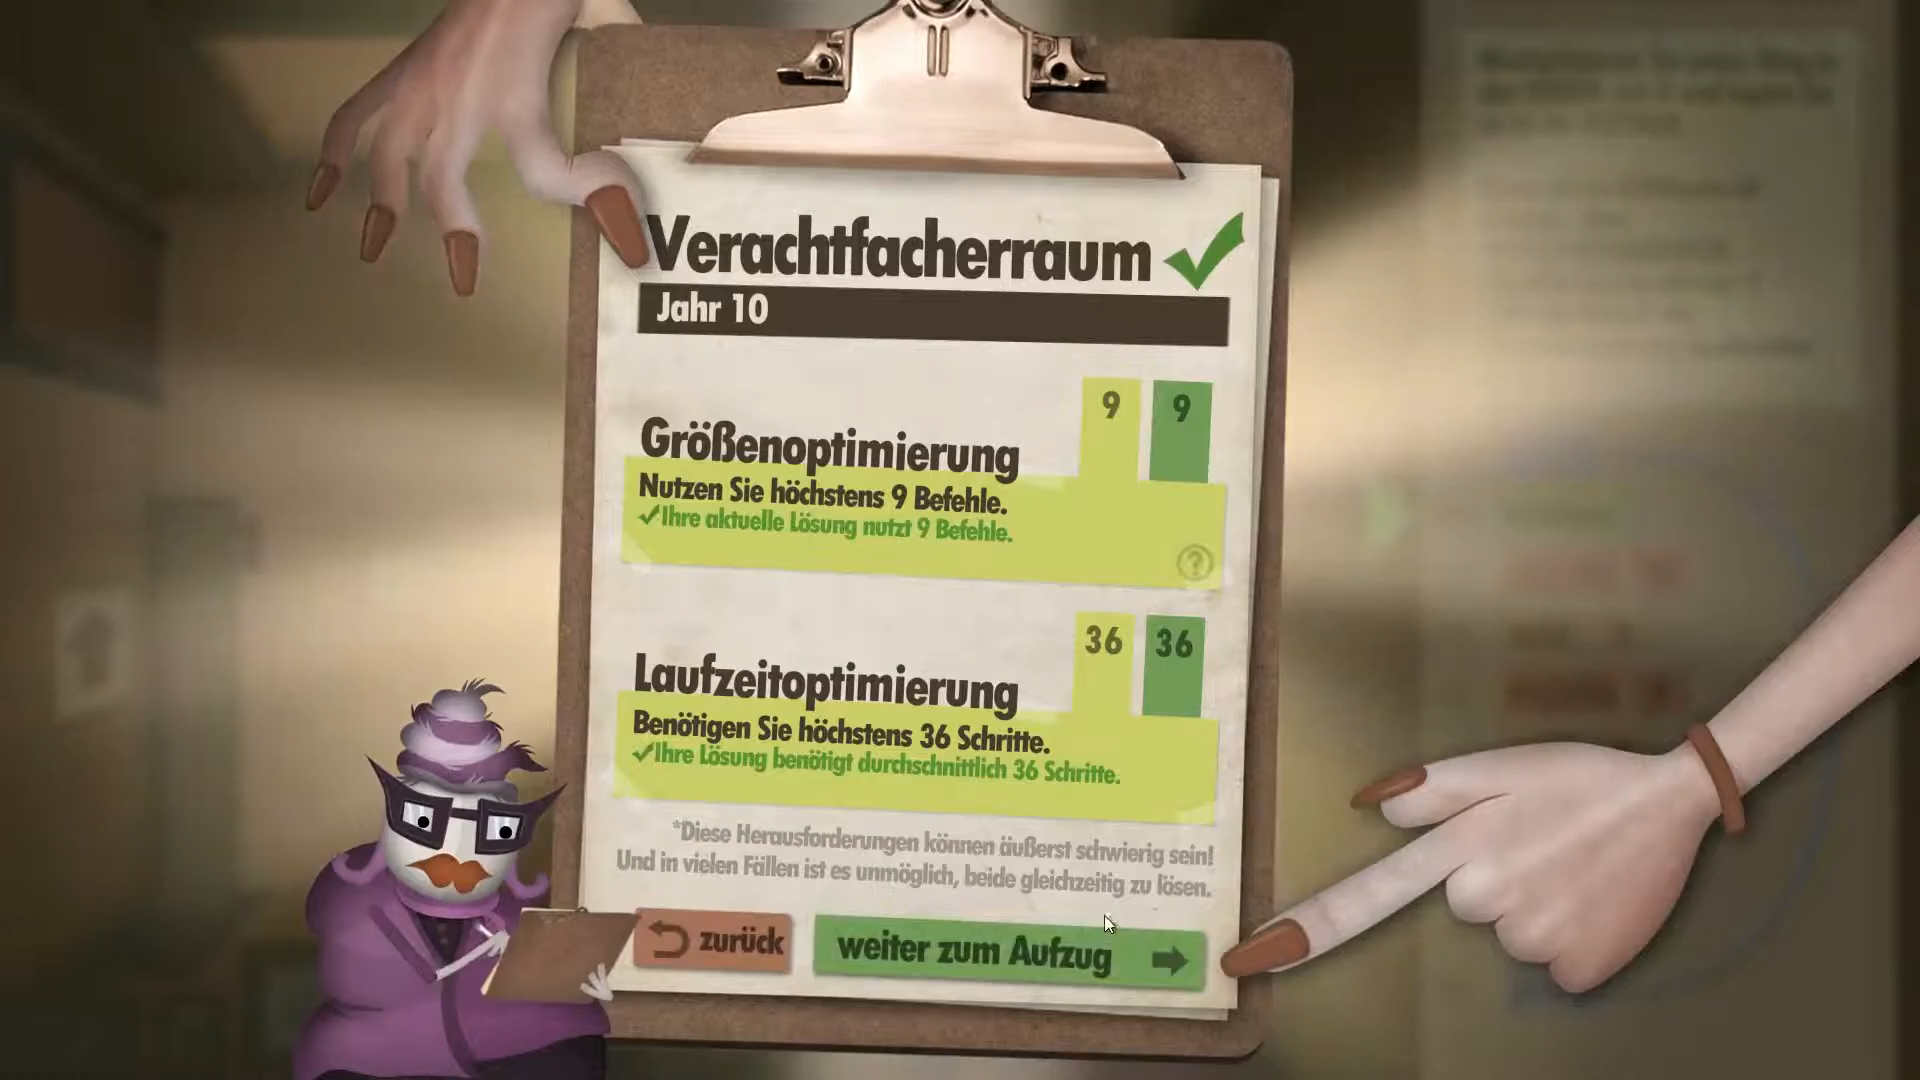 Verachtfacherraum
Jahr 10
9 9
Größenoptimierung
Nutzen Sie höchstens 9 Befehle.
✓Ihre aktuelle Lösung nutzt 9 Befehle.
?
36 36
Laufzeitoptimierung
Benötigen Sie höchstens 36 Schritte.
✓Ihre Lösung benötigt durchschnittlich 36 Schritte.
*Diese Herausforderungen können äußerst schwierig sein!
Und in vielen Fällen ist es unmöglich, beide gleichzeitig zu lösen.
zurück
weiter zum Aufzug